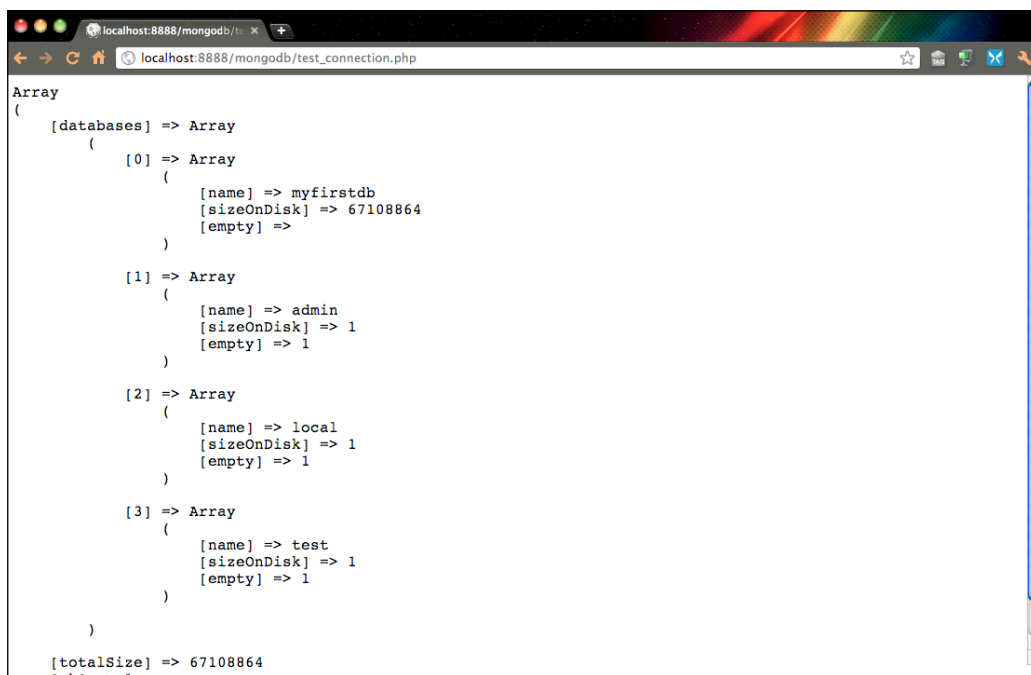 localhost:8888/mongodb/te
localhost:8888/mongodb/test_connection.php
TAG
Array
(
[databases] => Array
(
[0] => Array
(
[name] => myfirstdb
[sizeOnDisk] => 67108864
[empty] =>
)
[1] => Array
(
[name] => admin
[sizeOnDisk] => 1
[empty] => 1
)
[2] => Array
(
[name] => local
[sizeOnDisk] => 1
[empty] => 1
)
[3] => Array
(
[name] => test
[sizeOnDisk] => 1
[empty] => 1
)
)
[totalSize] => 67108864